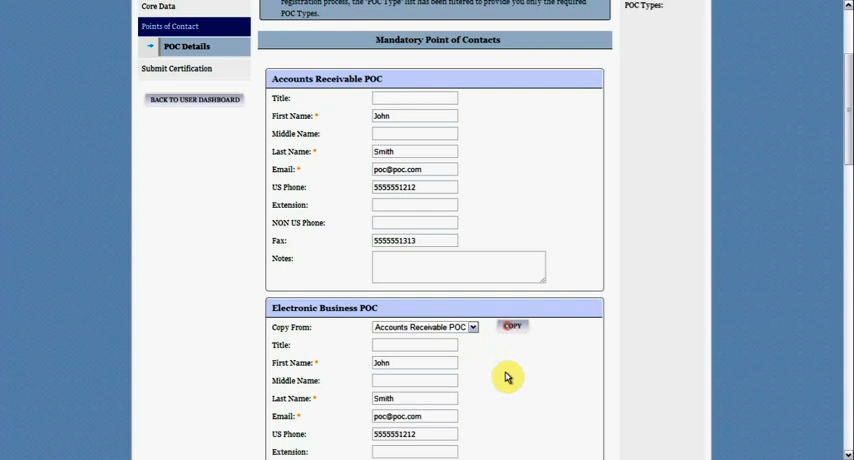 Core Data
Points of Contact
POC Details
Submit Certification
BACK TO USER DASHBOARD
registration process, the 'POC Type' list has been filtered to provide you only the required
POC Types.
Mandatory Point of Contacts
Accounts Receivable POC
Title:
First Name: * John
Middle Name:
Last Name: * Smith
Email: * poc@poc.com
US Phone: 5555551212
Extension:
NON US Phone:
Fax: 5555551313
Notes:
Electronic Business POC
Copy From: Accounts Receivable POC COPY
Title:
First Name: * John
Middle Name:
Last Name: * Smith
Email: * poc@poc.com
US Phone: 5555551212
Extension:
POC Types: